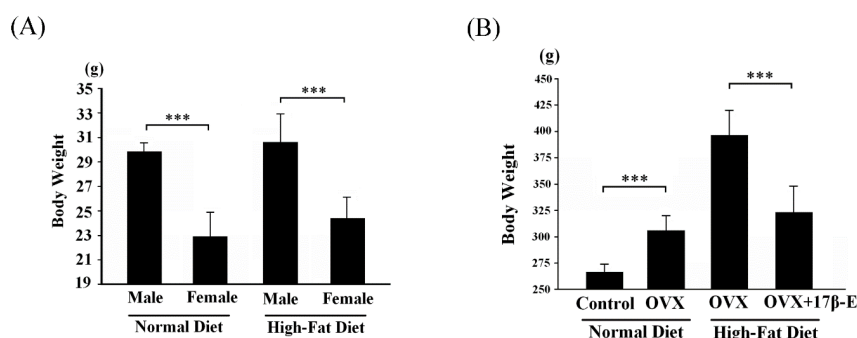 (A)
(g)
Body Weight
35
33
31
29
27
25
23
21
19
***
***
Male Female Male Female
Normal Diet High-Fat Diet
(B)
(g)
Body Weight
450
425
400
375
350
325
300
275
250
***
***
Control OVX OVX OVX+17β-E
Normal Diet High-Fat Diet